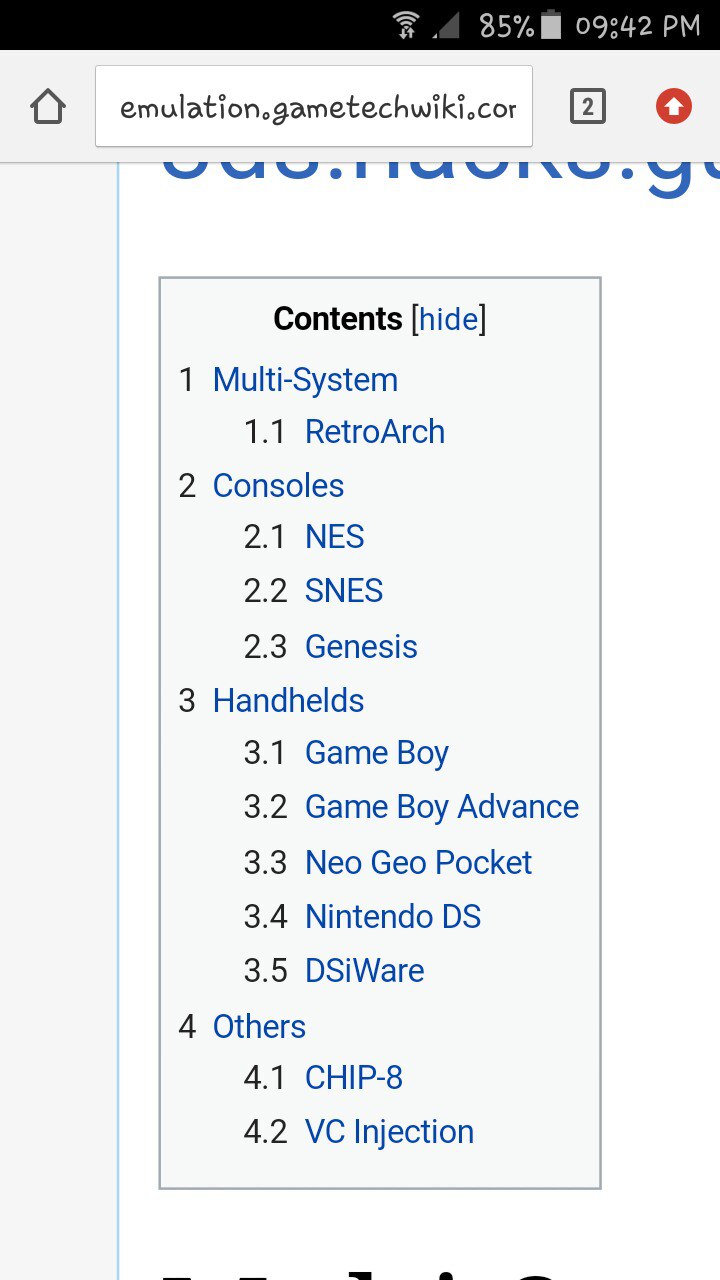 85% 09:42 PM
emulation.gametechwiki.cor
2
Contents [hide]
1 Multi-System
1.1 RetroArch
2 Consoles
2.1 NES
2.2 SNES
2.3 Genesis
3 Handhelds
3.1 Game Boy
3.2 Game Boy Advance
3.3 Neo Geo Pocket
3.4 Nintendo DS
3.5 DSiWare
4 Others
4.1 CHIP-8
4.2 VC Injection